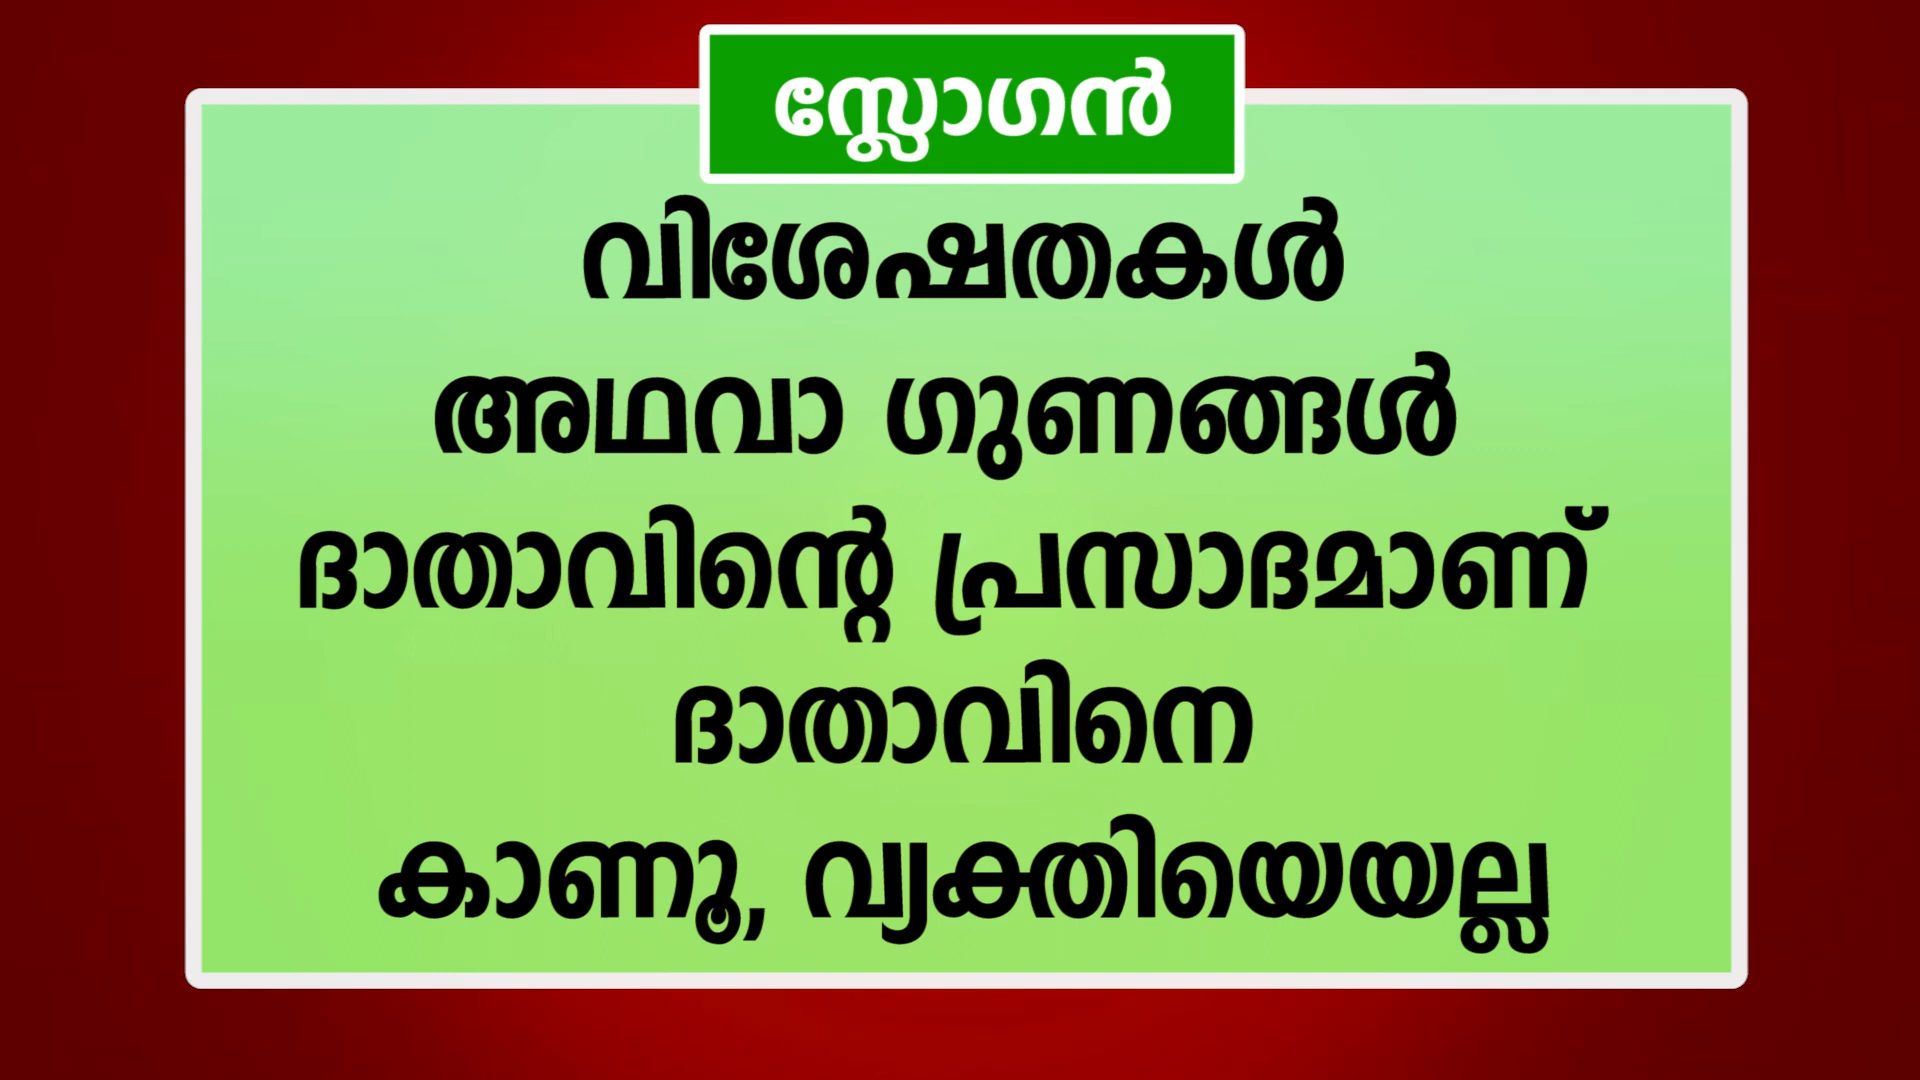 സ്ലോഗൻ
വിശേഷതകൾ
അഥവാ ഗുണങ്ങൾ
ദാതാവിന്റെ പ്രസാദമാണ്
ദാതാവിനെ
കാണൂ, വ്യക്തിയെയല്ല